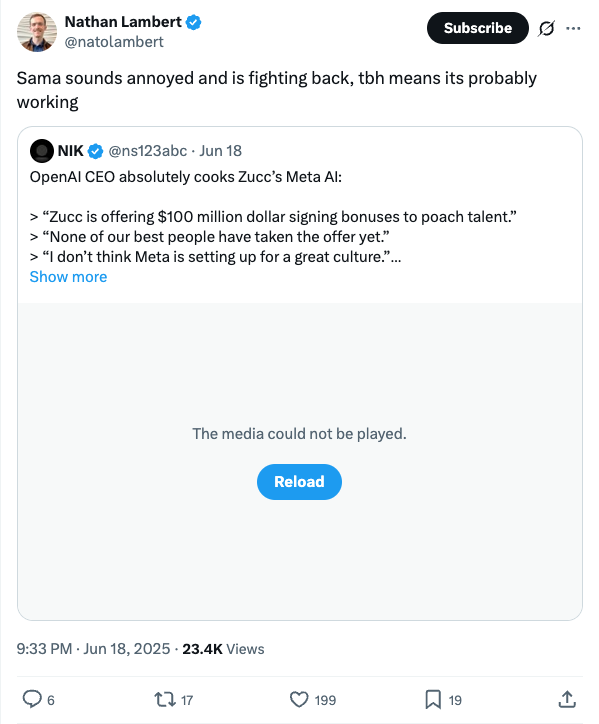 Nathan Lambert
@natolambert
Subscribe
Sama sounds annoyed and is fighting back, tbh means its probably
working
NIK @ns123abc · Jun 18
OpenAI CEO absolutely cooks Zucc’s Meta AI:
> “Zucc is offering $100 million dollar signing bonuses to poach talent.”
> “None of our best people have taken the offer yet.”
> “I don’t think Meta is setting up for a great culture.”...
Show more
The media could not be played.
Reload
9:33 PM · Jun 18, 2025 · 23.4K Views
6 17 199 19